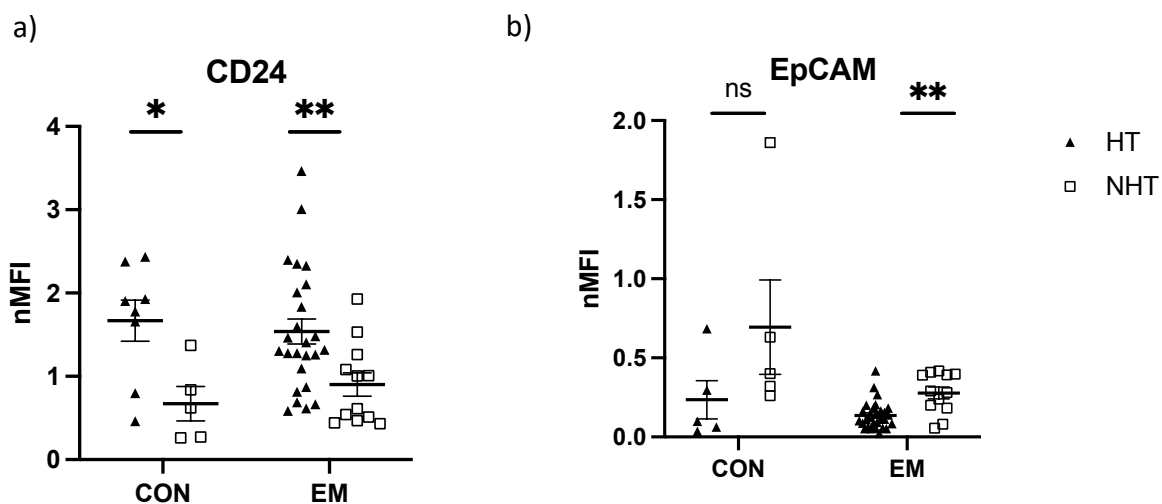 a)
CD24
* **
nMFI
4
3
2
1
0
CON EM
b)
EpCAM
ns **
nMFI
2.0
1.5
1.0
0.5
0.0
CON EM
HT
NHT